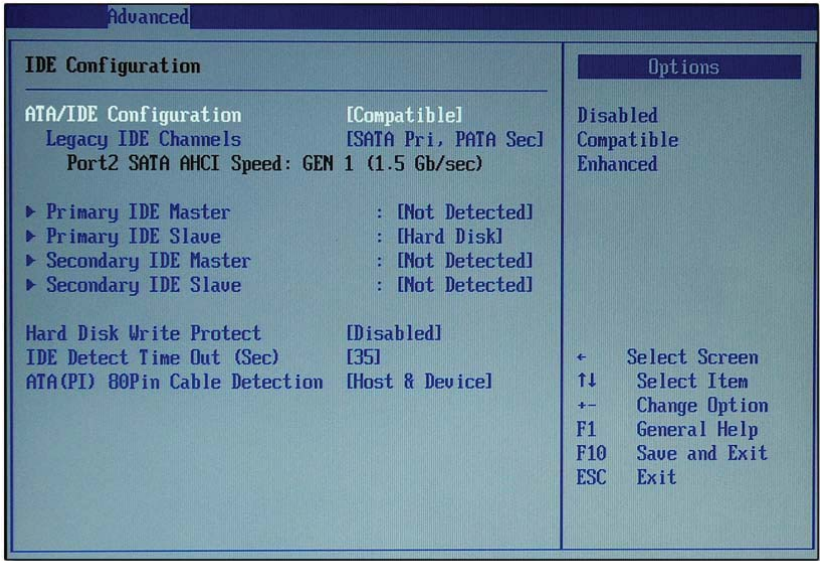 Advanced
IDE Configuration
ATA/IDE Configuration [Compatible]
Legacy IDE Channels [SATA Pri, PATA Sec]
Port2 SATA AHCI Speed: GEN 1 (1.5 Gb/sec)
Primary IDE Master : [Not Detected]
Primary IDE Slave : [Hard Disk]
Secondary IDE Master : [Not Detected]
Secondary IDE Slave : [Not Detected]
Hard Disk Write Protect [Disabled]
IDE Detect Time Out (Sec) [35]
ATA(PI) 80Pin Cable Detection [Host & Device]
Options
Disabled
Compatible
Enhanced
← Select Screen
↑↓ Select Item
+- Change Option
F1 General Help
F10 Save and Exit
ESC Exit